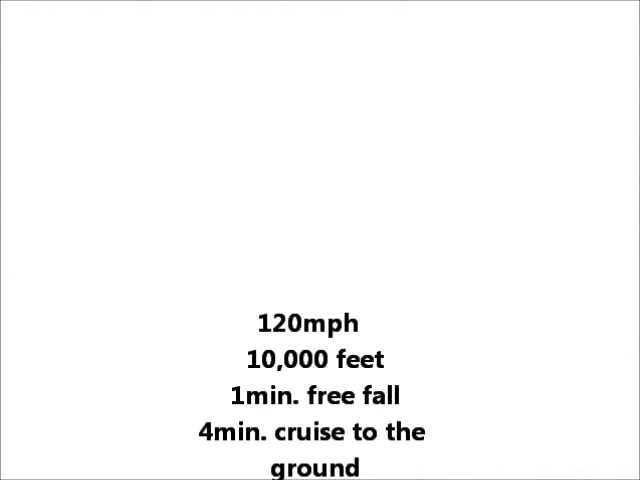 120mph
10,000 feet
1min. free fall
4min. cruise to the
ground